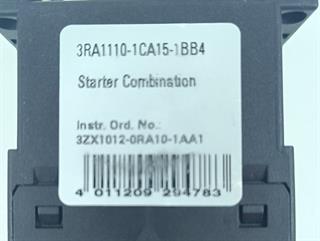 3RA1110-1CA15-1BB4
Starter Combination
Instr. Ord. No.:
3ZX1012-0RA10-1AA1
4 011209 294783